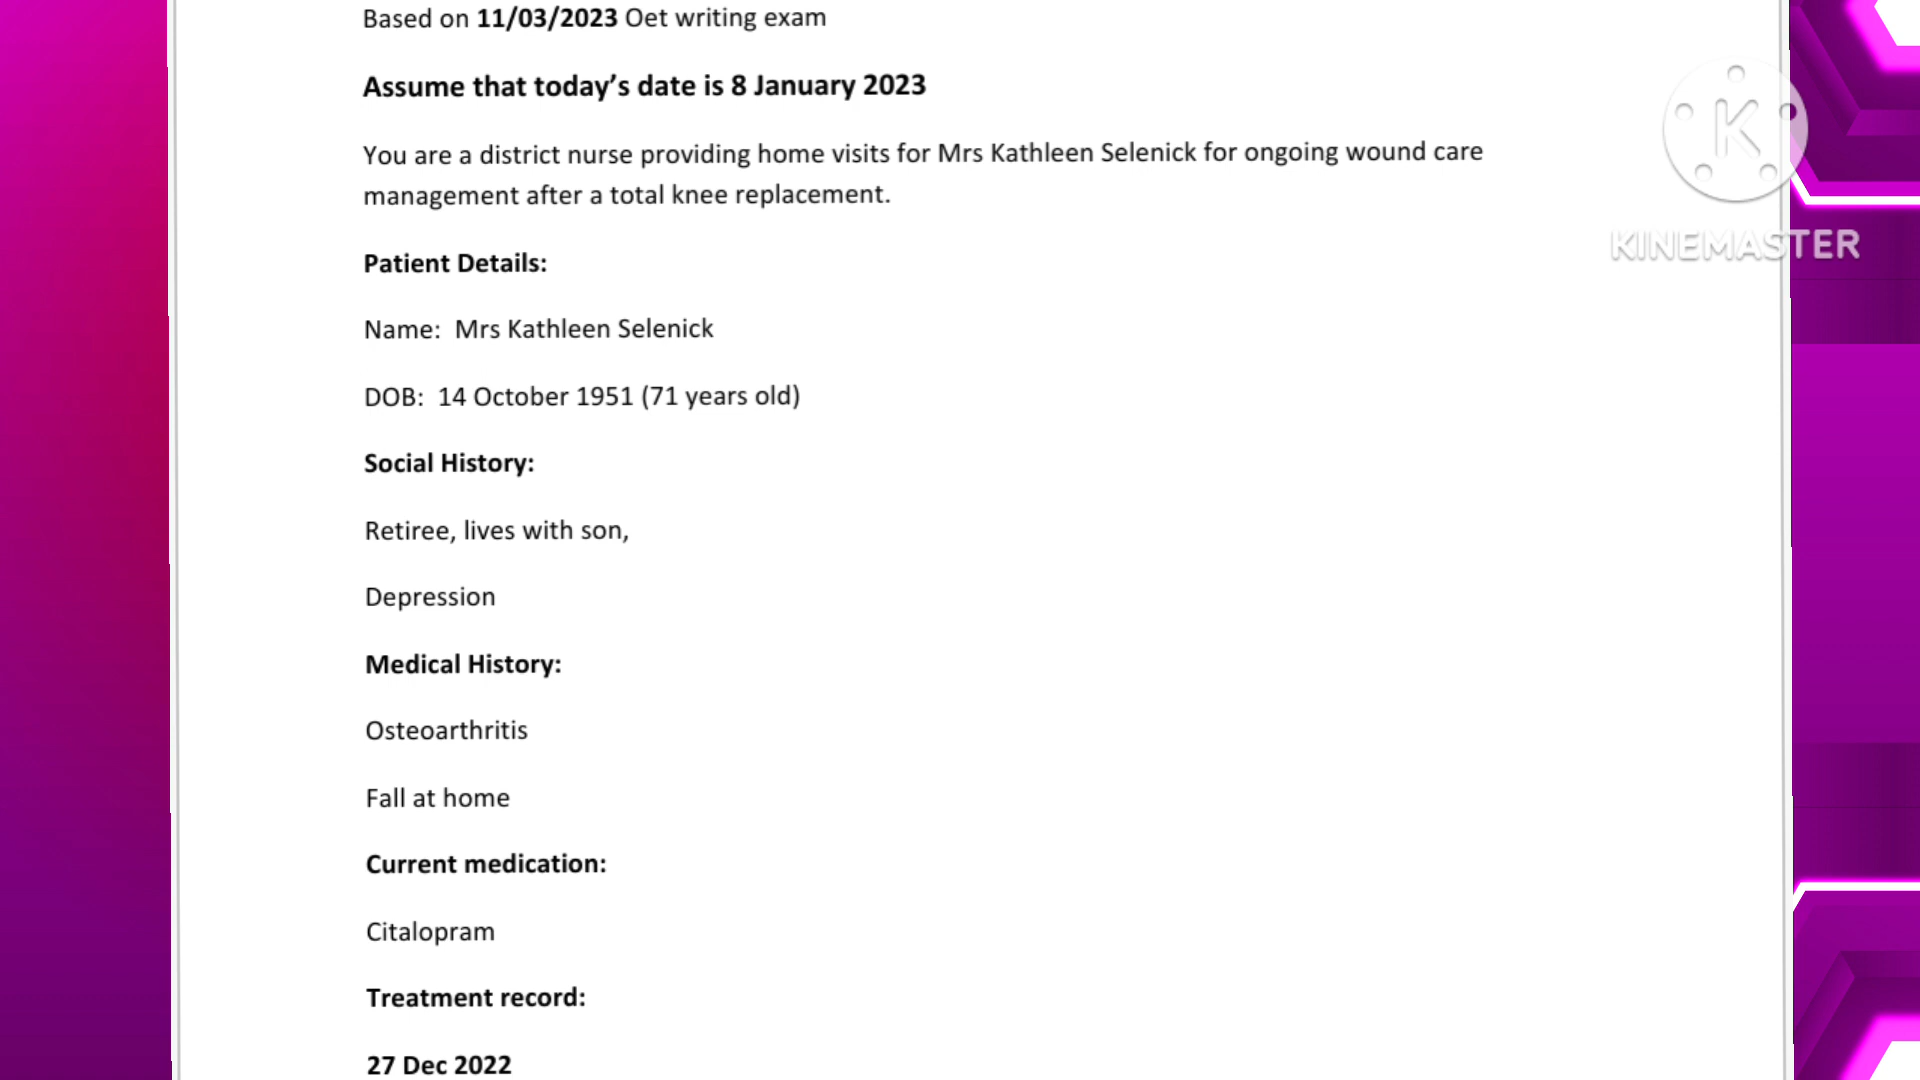 Based on 11/03/2023 Oet writing exam
Assume that today's date is 8 January 2023
You are a district nurse providing home visits for Mrs Kathleen Selenick for ongoing wound care
management after a total knee replacement.
KINEMASTER
Patient Details:
Name: Mrs Kathleen Selenick
DOB: 14 October 1951 (71 years old)
Social History:
Retiree, lives with son,
Depression
Medical History:
Osteoarthritis
Fall at home
Current medication:
Citalopram
Treatment record:
27 Dec 2022